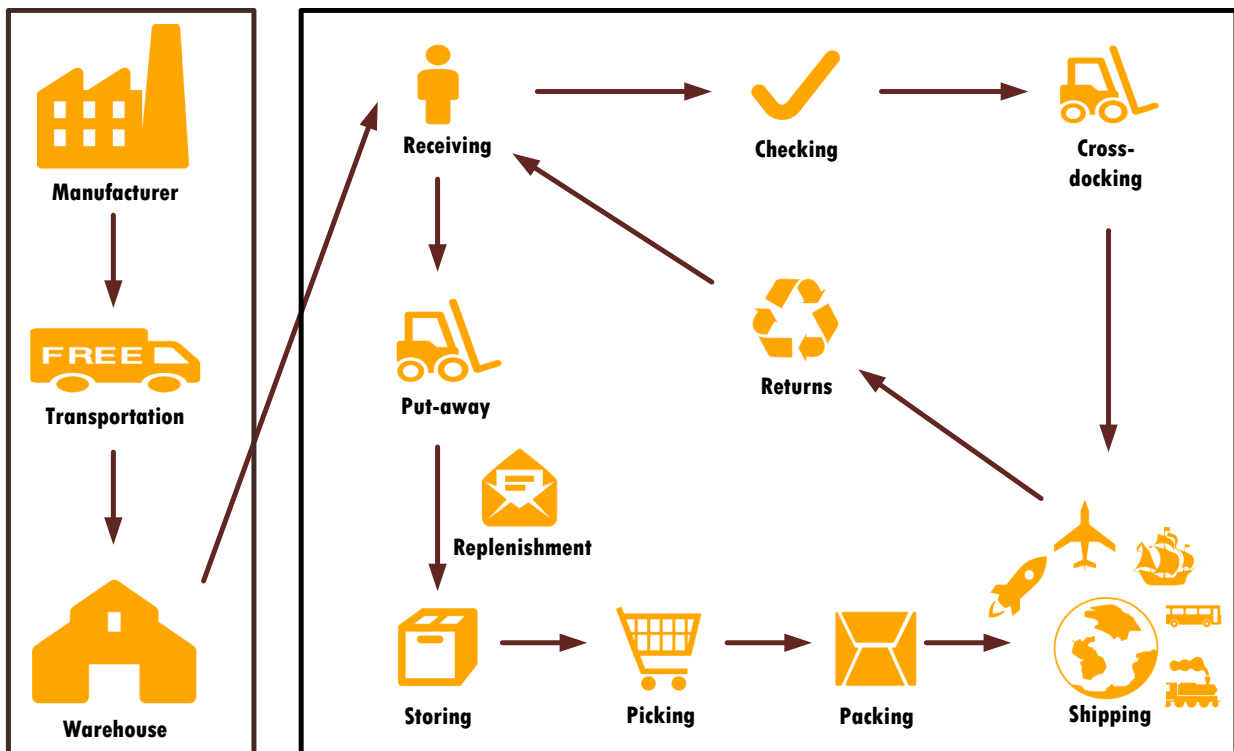 Manufacturer
FREE
Transportation
Warehouse
Receiving
Checking
Cross-
docking
Put-away
Returns
Replenishment
Storing
Picking
Packing
Shipping